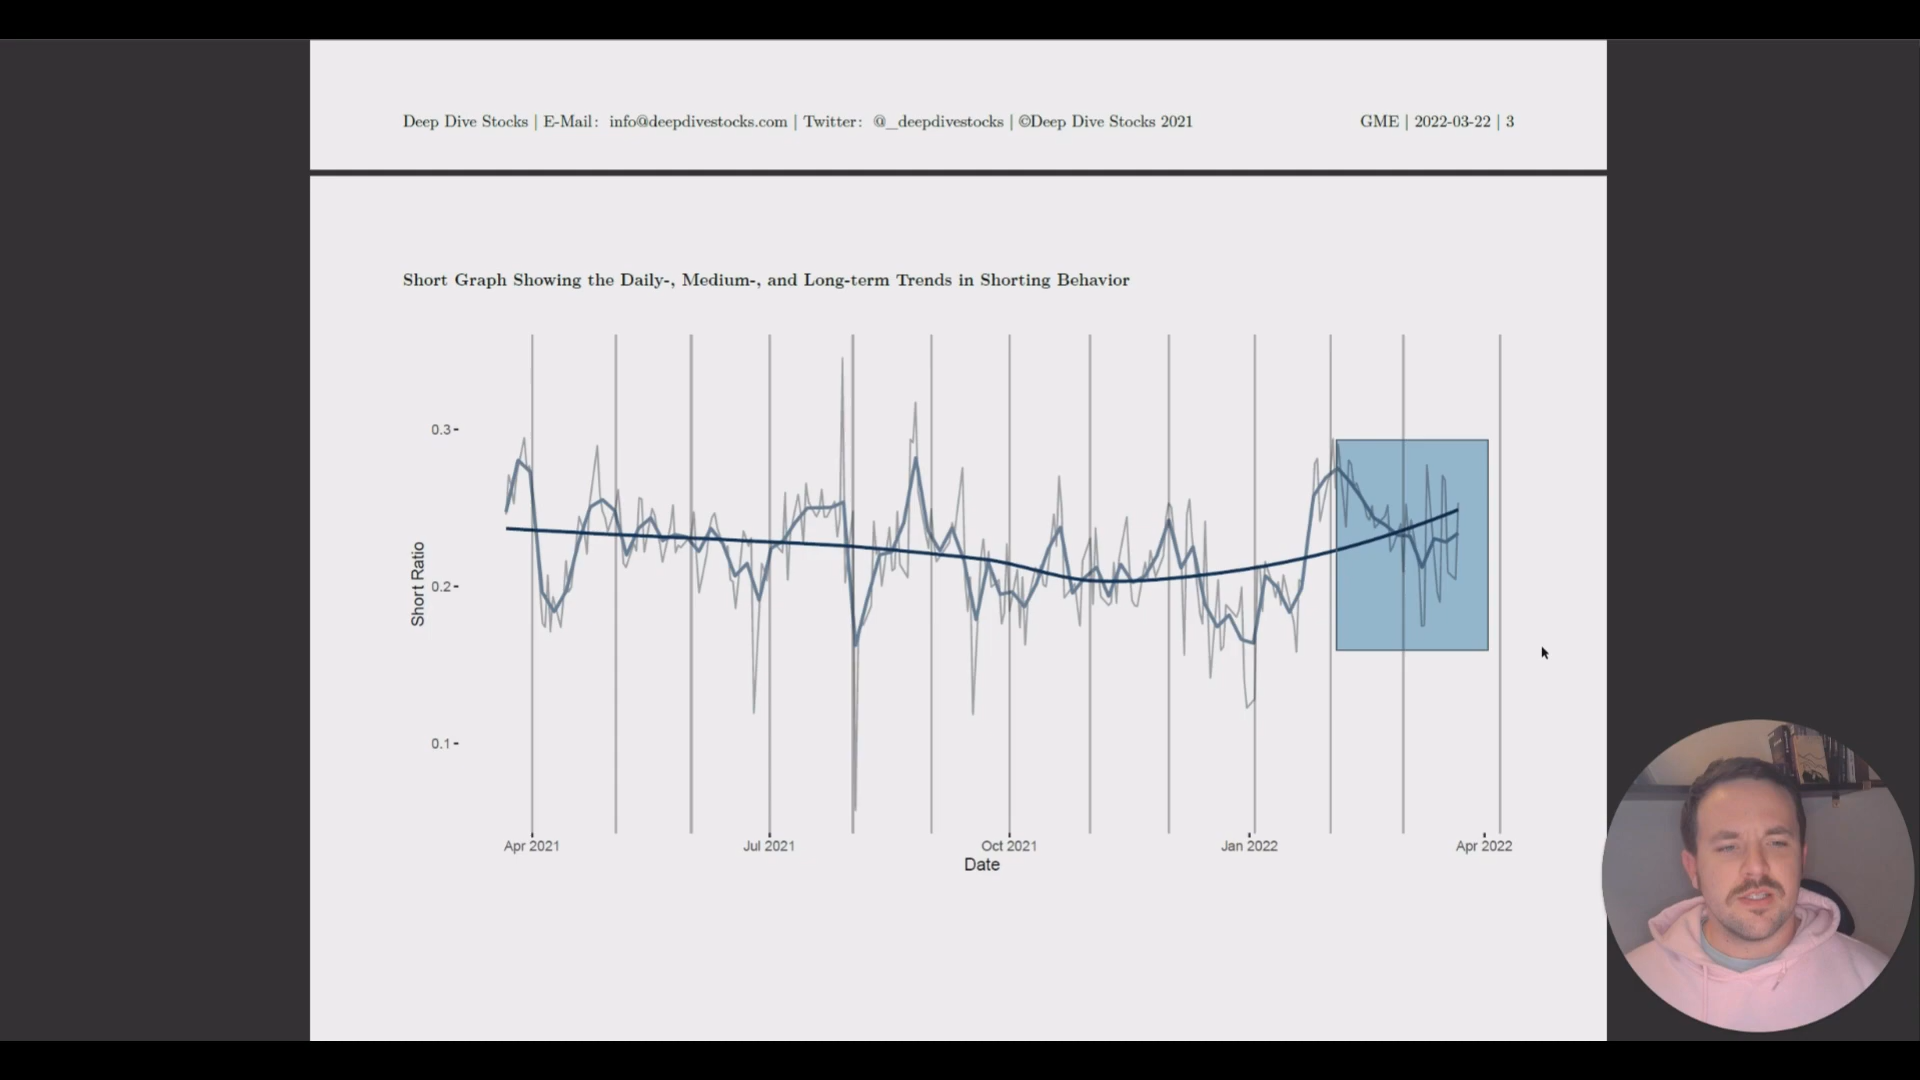 Deep Dive Stocks | E-Mail: info@deepdivestocks.com | Twitter: @_deepdivestocks | ©Deep Dive Stocks 2021 GME | 2022-03-22 | 3
Short Graph Showing the Daily-, Medium-, and Long-term Trends in Shorting Behavior
0.3
0.2
0.1
Short Ratio
Apr 2021 Jul 2021 Oct 2021 Jan 2022 Apr 2022
Date